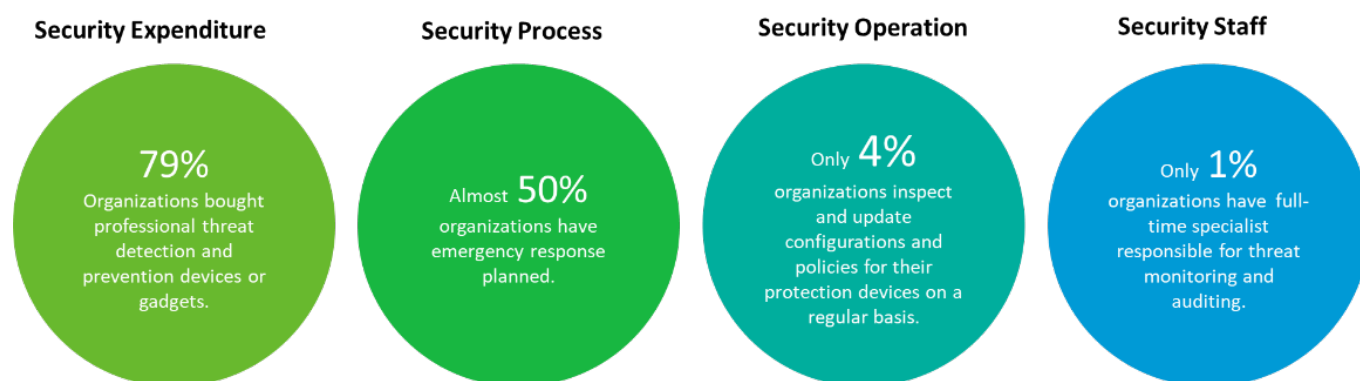 Security Expenditure
79%
Organizations bought
professional threat
detection and
prevention devices or
gadgets.
Security Process
Almost 50%
organizations have
emergency response
planned.
Security Operation
Only 4%
organizations inspect
and update
configurations and
policies for their
protection devices on a
regular basis.
Security Staff
Only 1%
organizations have full-
time specialist
responsible for threat
monitoring and
auditing.